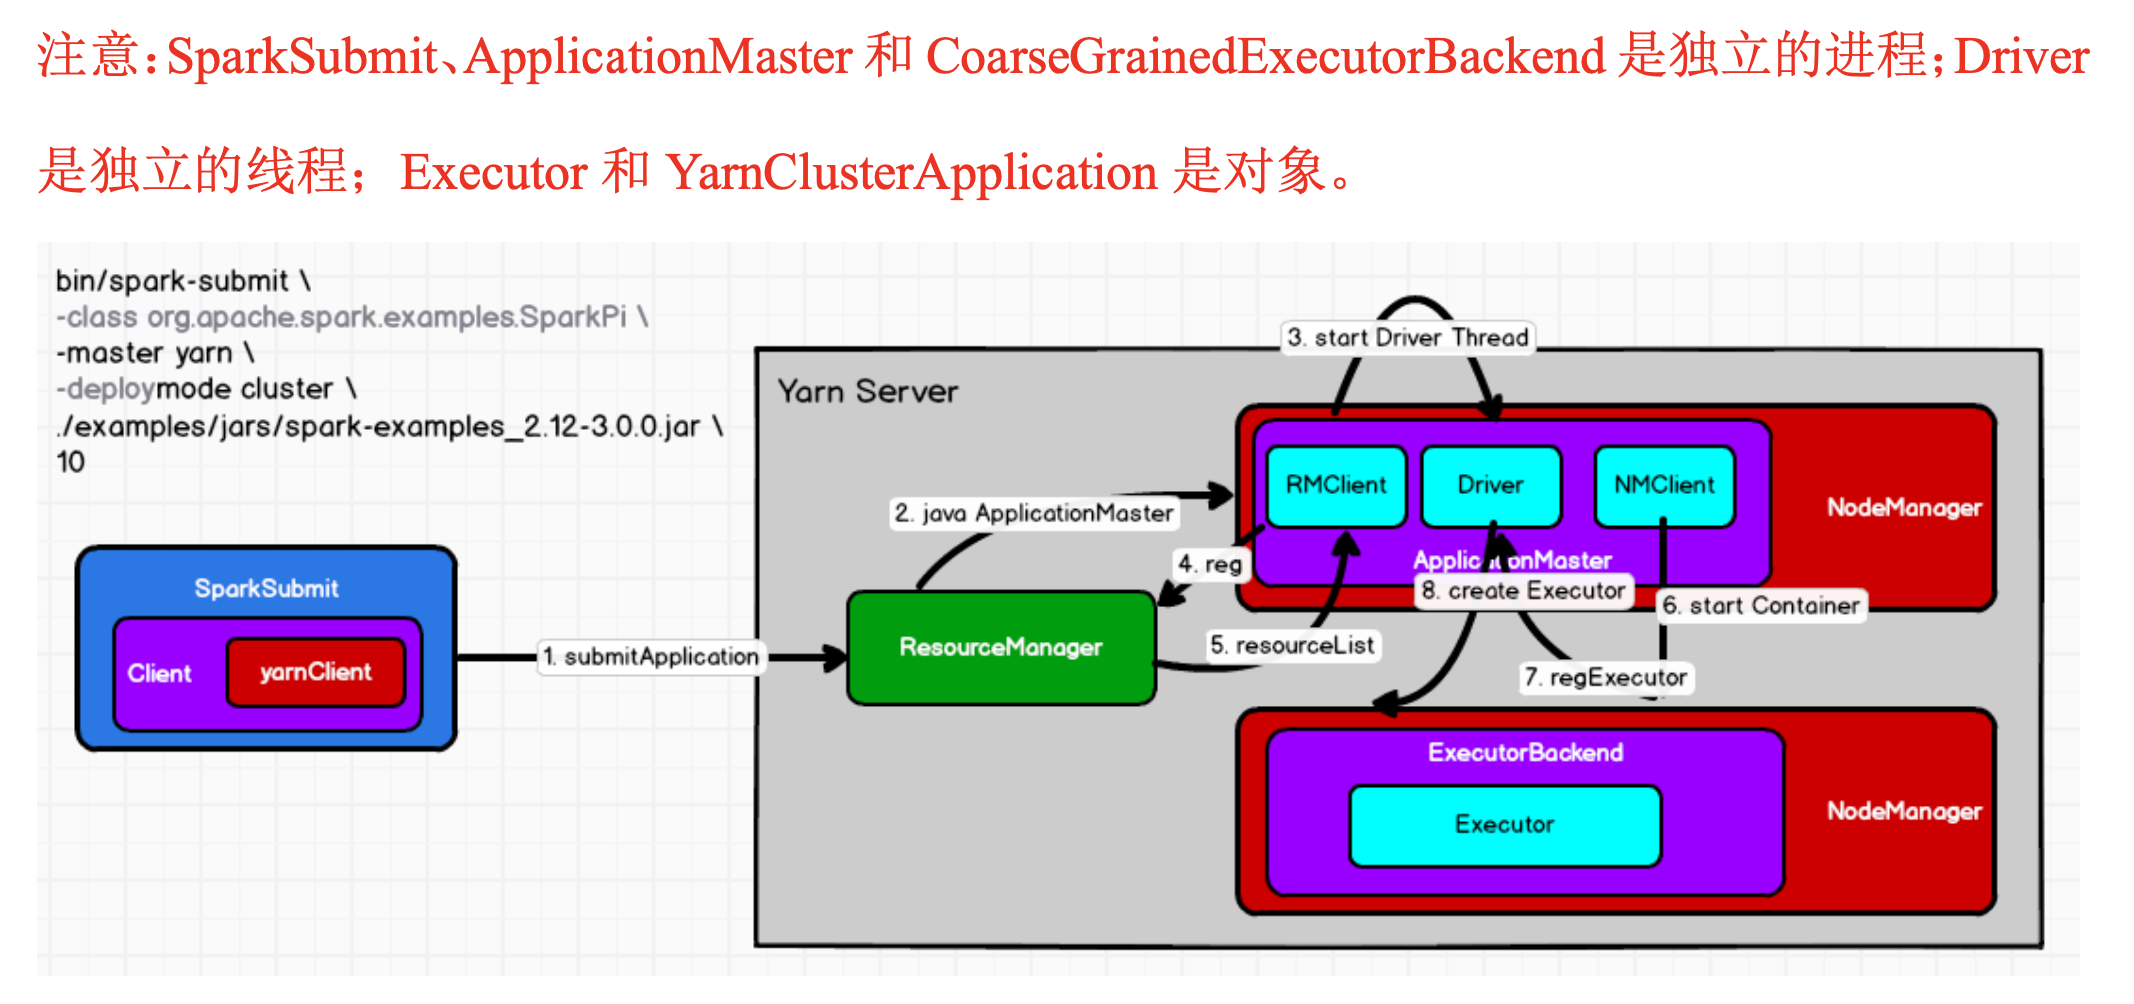 注意：SparkSubmit、ApplicationMaster 和 CoarseGrainedExecutorBackend 是独立的进程；Driver
是独立的线程；Executor 和 YarnClusterApplication 是对象。
bin/spark-submit \
-class org.apache.spark.examples.SparkPi \
-master yarn \
-deploymode cluster \
./examples/jars/spark-examples_2.12-3.0.0.jar \
10
3. start Driver Thread
Yarn Server
RMClient
Driver
NMClient
NodeManager
2. java ApplicationMaster
ApplicationMaster
4. reg
8. create Executor
6. start Container
SparkSubmit
Client
yarnClient
1. submitApplication
ResourceManager
5. resourceList
7. regExecutor
ExecutorBackend
Executor
NodeManager